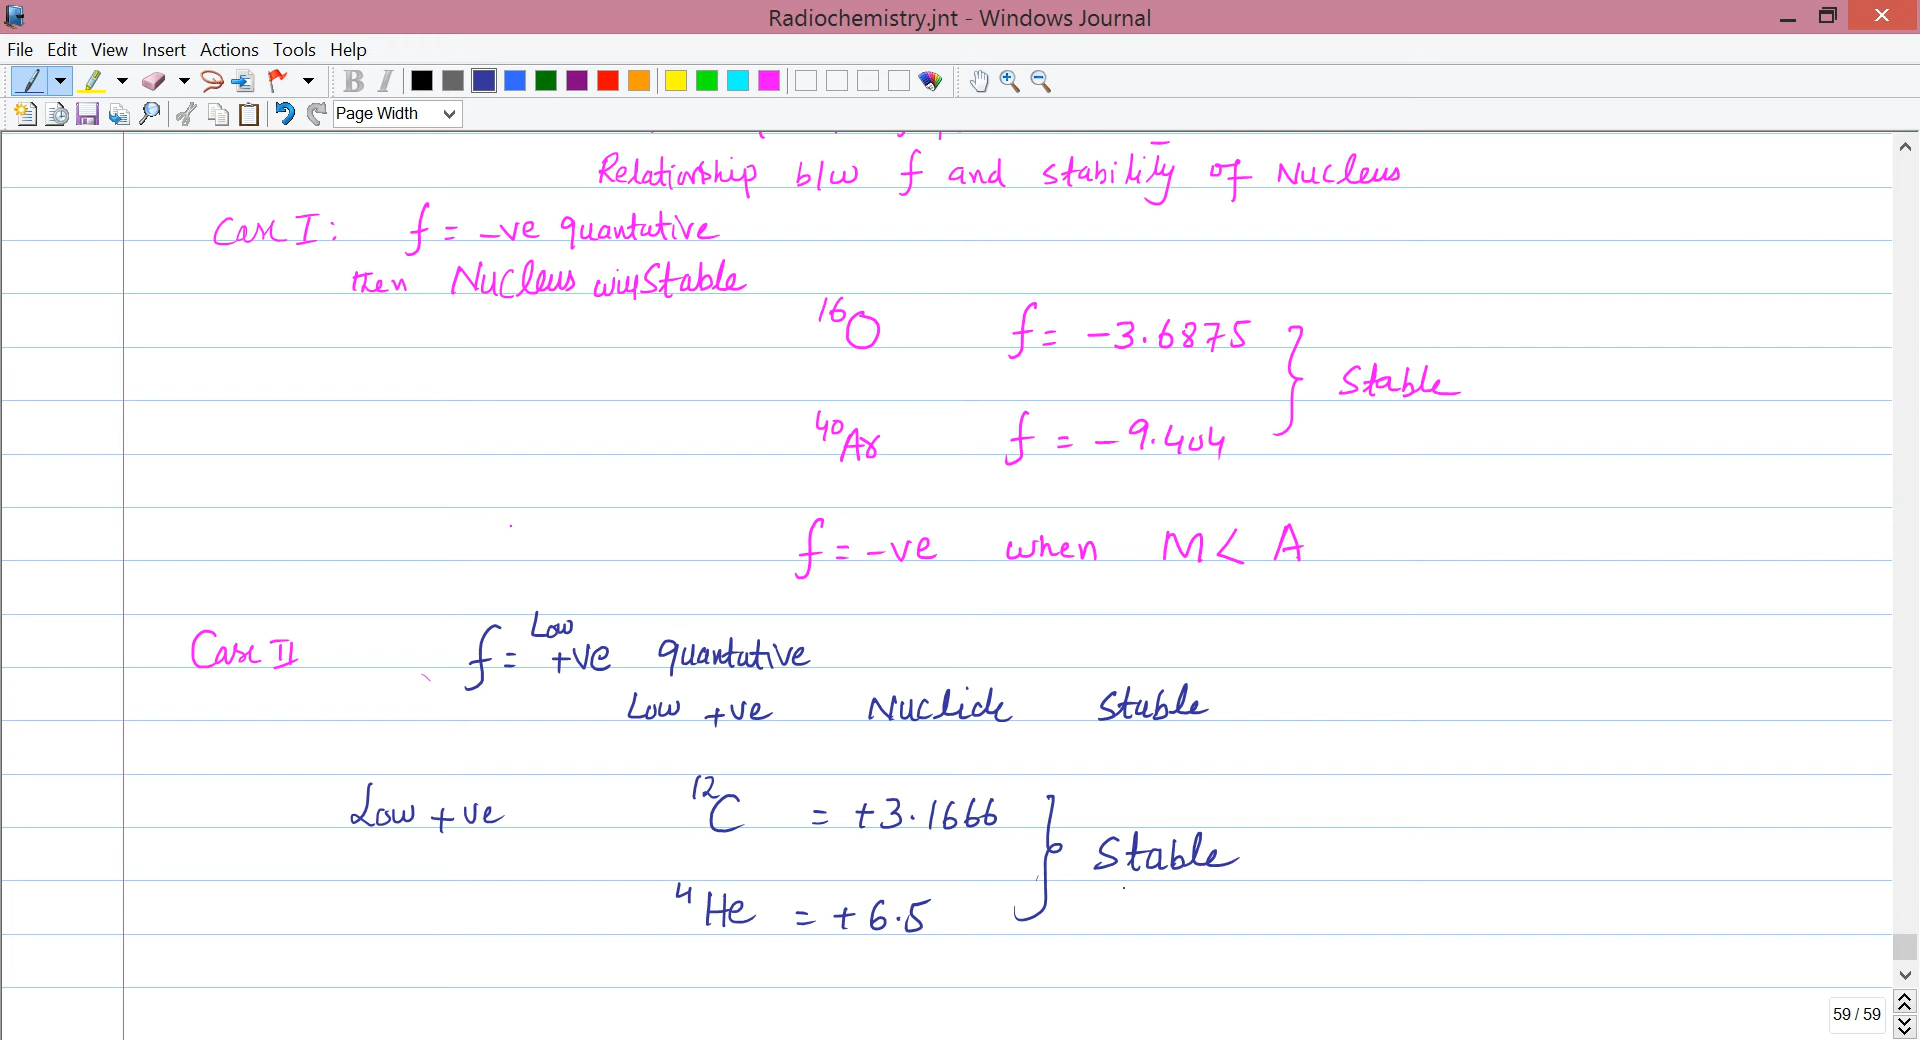 Radiochemistry.jnt - Windows Journal
File Edit View Insert Actions Tools Help
B I
Page Width
Relationship b/w f and stability of Nucleus
Case I: f = -ve quantative
then Nucleus will Stable
16O f = -3.6875
Stable
40Ar f = -9.404
f = -ve when M < A
Low
Case II f = +ve quantative
Low +ve Nuclide Stable
Low +ve 12C = +3.1666
Stable
4He = +6.5
59 / 59